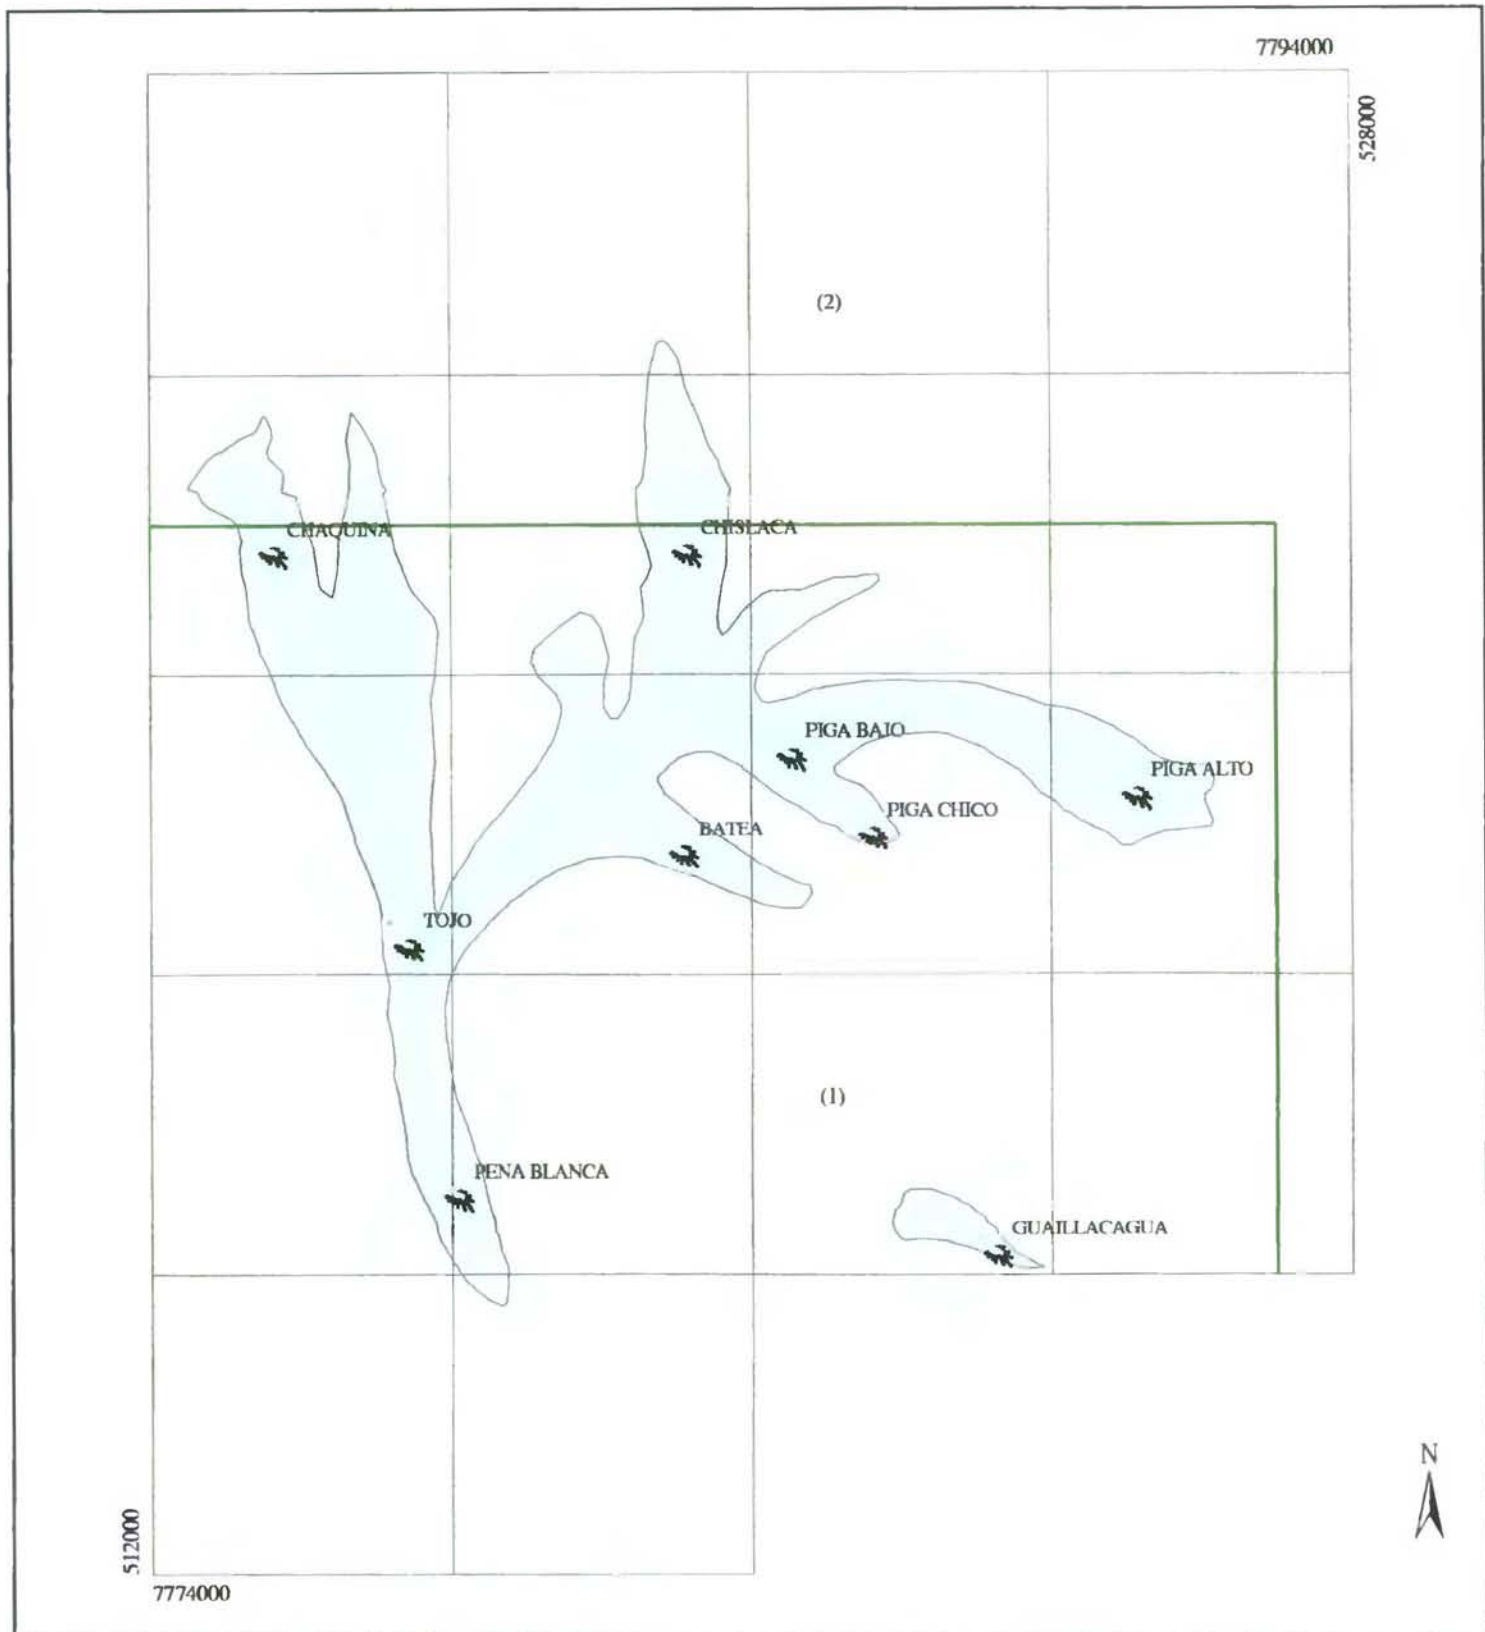 7794000
528000
(2)
CHAQUINA
CHISLACA
PIGA BAJO
PIGA ALTO
PIGA CHICO
BATEA
TOJO
(1)
PENA BLANCA
GUAILLACAGUA
N
512000
7774000